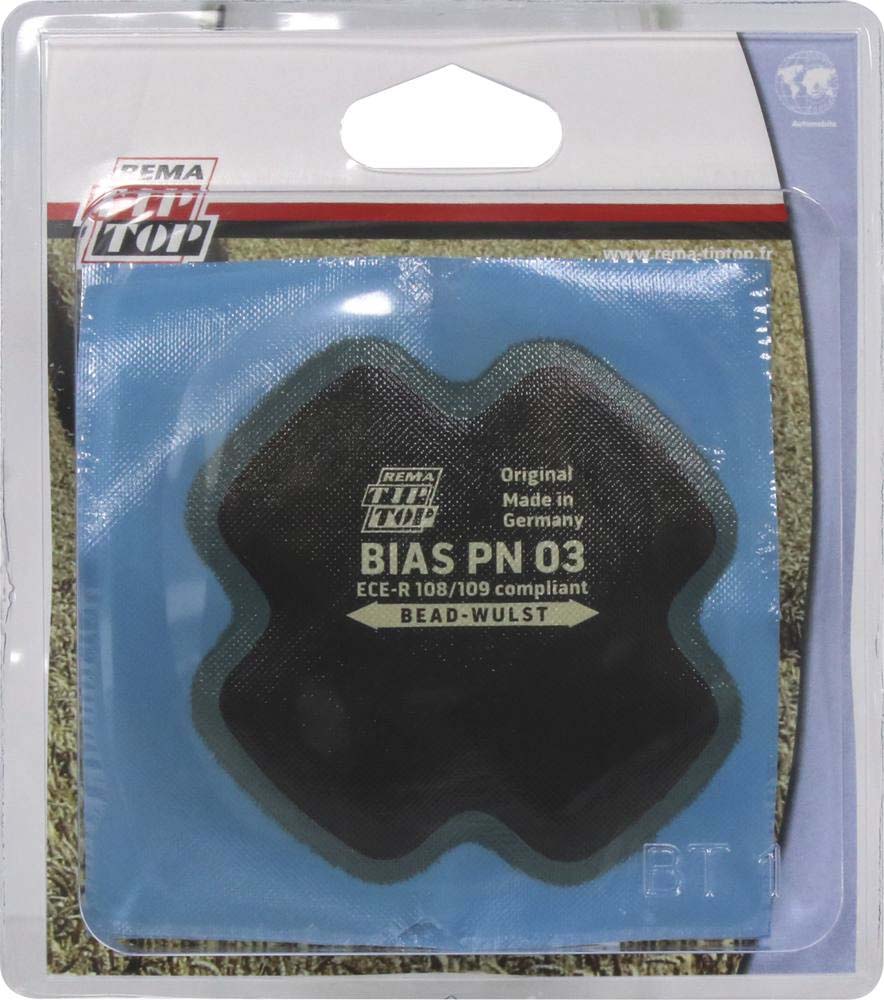 Automobile
REMA
TIP
TOP
www.rema-tiptop.fr
REMA
TIP
TOP
Original
Made in
Germany
BIAS PN 03
ECE-R 108/109 compliant
BEAD-WULST
BT 1